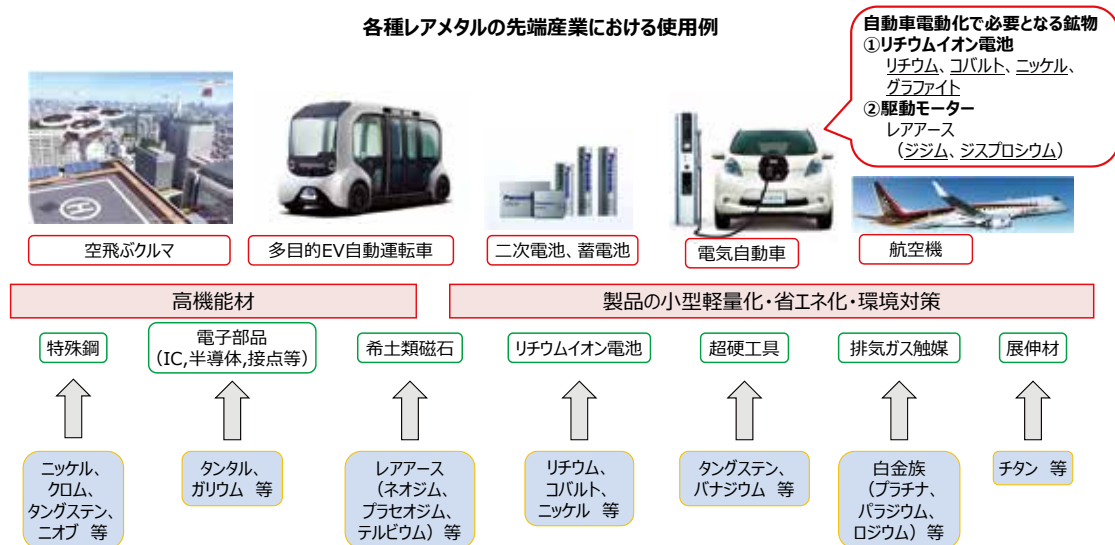 各種レアメタルの先端産業における使用例
自動車電動化で必要となる鉱物
①リチウムイオン電池
リチウム、コバルト、ニッケル、
グラファイト
②駆動モーター
レアアース
（ジジム、ジスプロシウム）
H
Panasonic
空飛ぶクルマ
多目的EV自動運転車
二次電池、蓄電池
電気自動車
航空機
高機能材
製品の小型軽量化・省エネ化・環境対策
特殊鋼
電子部品
（IC,半導体,接点等）
希土類磁石
リチウムイオン電池
超硬工具
排気ガス触媒
展伸材
ニッケル、
クロム、
タングステン、
ニオブ 等
タンタル、
ガリウム 等
レアアース
（ネオジム、
プラセオジム、
テルビウム）等
リチウム、
コバルト、
ニッケル 等
タングステン、
バナジウム 等
白金族
（プラチナ、
パラジウム、
ロジウム）等
チタン 等